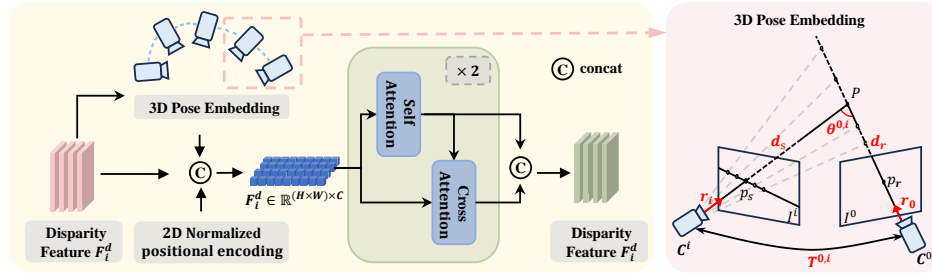 3D Pose Embedding
Disparity
Feature F_i^d
C
2D Normalized
positional encoding
F_i^d ∈ ℝ^{(H×W)×C}
× 2
Self
Attention
Cross
Attention
C concat
C
Disparity
Feature F_i^d
3D Pose Embedding
P
θ^{0,i}
d_s
d_r
p_s
p_r
r_i
r_0
I^i
I^0
C^i
C^0
T^{0,i}